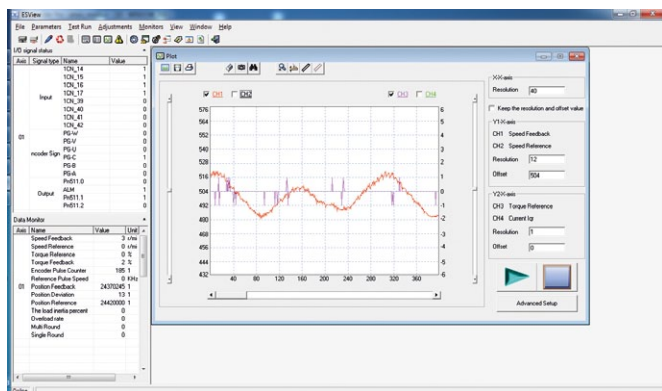 ESView
File Parameters Test Run Adjustments Monitors View Window Help
I/O signal status
Axis Signal type Name Value
1CN_14 1
1CN_15 1
1CN_16 1
Input 1CN_17 1
1CN_39 0
1CN_40 0
1CN_41 0
1CN_42 0
01 PG-W 0
PG-V 0
ncoder Sign PG-U 0
PG-C 1
PG-B 0
PG-A 0
Output ALM 1
Pn511.0 1
Pn511.1 1
Pn511.2 0
Data Monitor
Axis Name Value Unit
Speed Feedback 3 r/mi
Speed Reference 0 r/mi
Torque Reference 0 %
Torque Feedback 2 %
Encoder Pulse Counter 185 1
Reference Pulse Speed 0 KHz
01 Position Feedback 24370245 1
Position Deviation 13 1
Position Reference 24420000 1
The load inertia percent 0
Overload rate 0
Multi Round 0
Single Round 0
Plot
CH1 CH2 CH3 CH4
576 6
564 5
552 4
540 3
528 2
516 1
504 0
492 -1
480 -2
468 -3
456 -4
444 -5
432 -6
40 80 120 160 200 240 280 320 360
X-X-axis
Resolution 40
Keep the resolution and offset value
Y1-X-axis
CH1 Speed Feedback
CH2 Speed Reference
Resolution 12
Offset 504
Y2-X-axis
CH3 Torque Reference
CH4 Current Iqr
Resolution 1
Offset 0
Advanced Setup